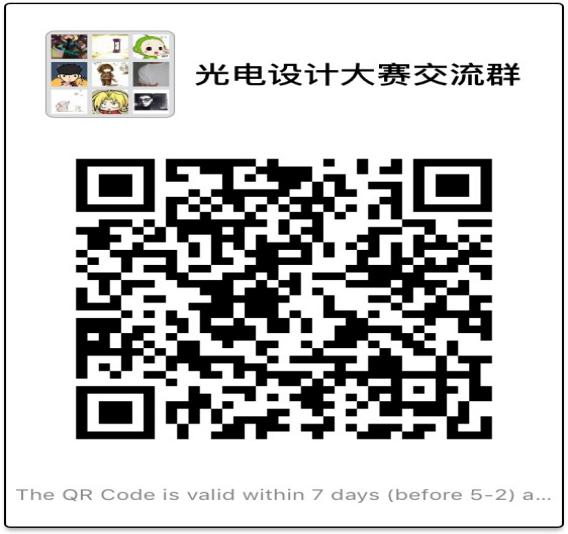 光电设计大赛交流群
The QR Code is valid within 7 days (before 5-2) a...